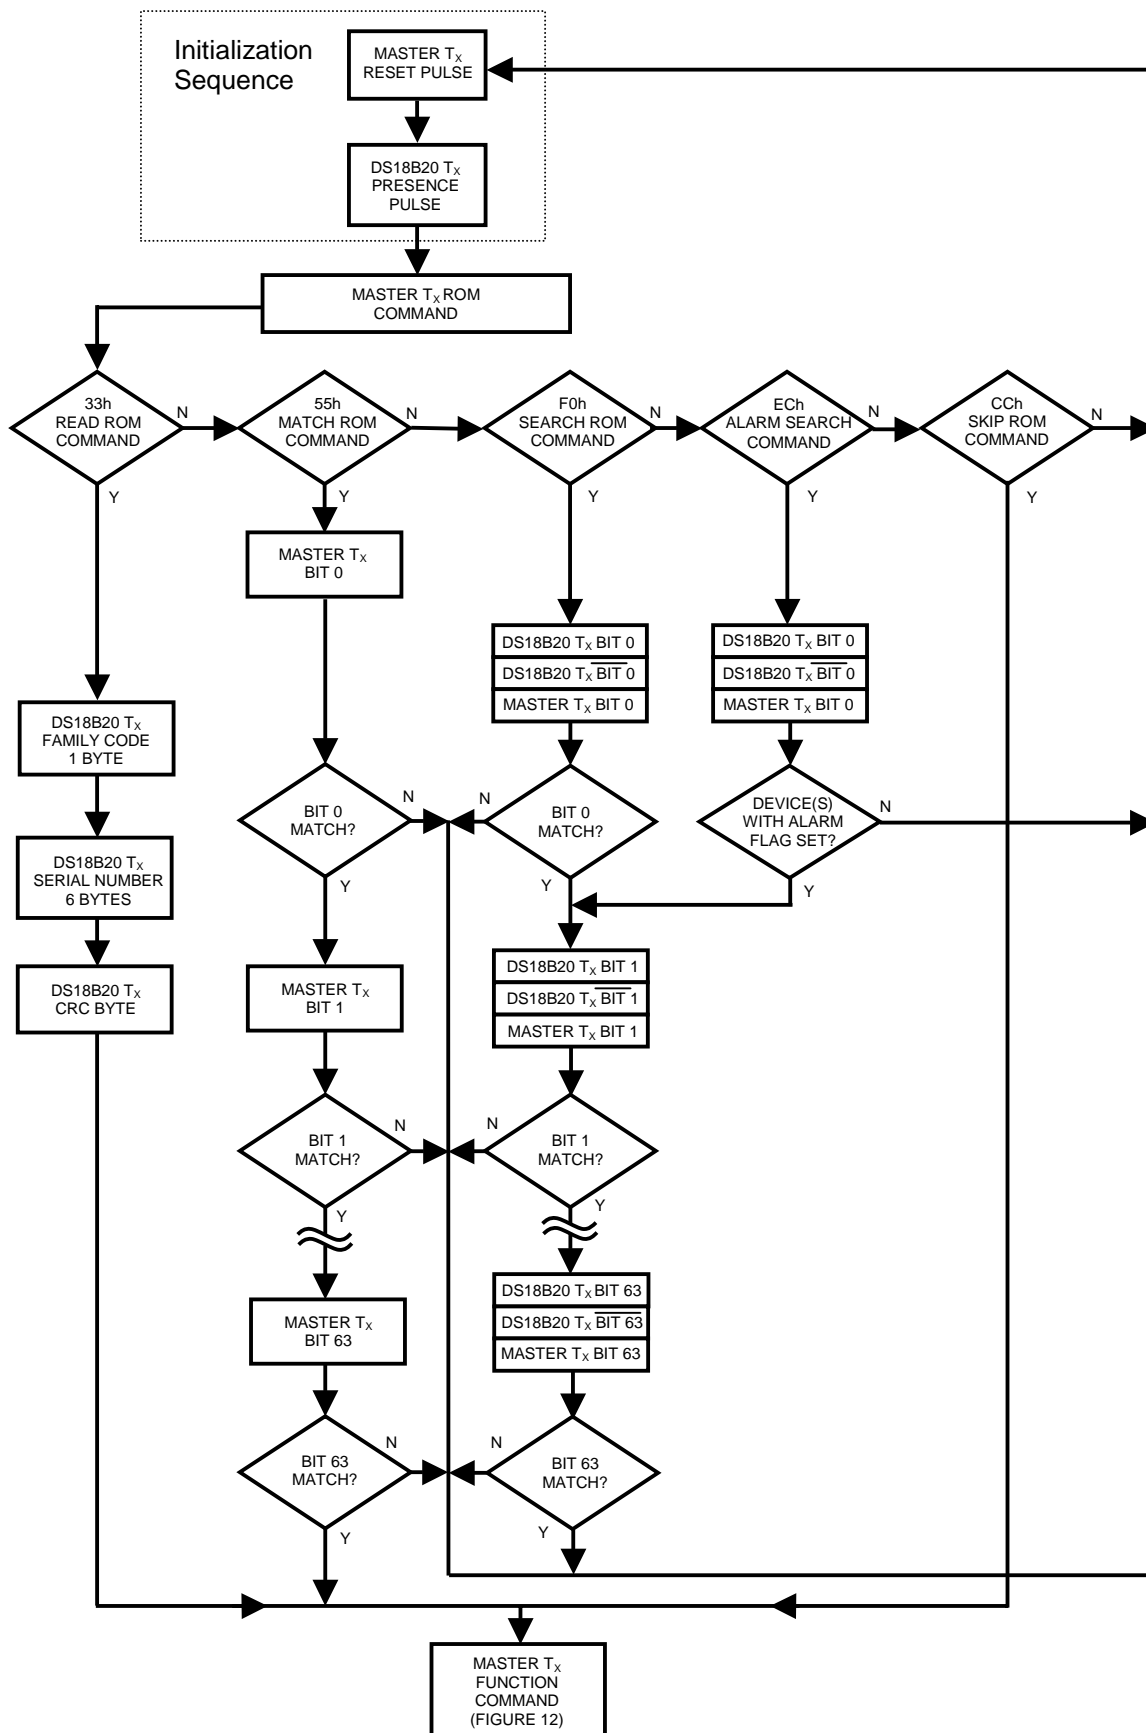 Initialization
Sequence
MASTER TX
RESET PULSE
DS18B20 TX
PRESENCE
PULSE
MASTER TX ROM
COMMAND
33h
READ ROM
COMMAND
N
Y
55h
MATCH ROM
COMMAND
N
Y
F0h
SEARCH ROM
COMMAND
N
Y
ECh
ALARM SEARCH
COMMAND
N
Y
CCh
SKIP ROM
COMMAND
N
Y
MASTER TX
BIT 0
DS18B20 TX BIT 0
DS18B20 TX BIT 0
MASTER TX BIT 0
DS18B20 TX BIT 0
DS18B20 TX BIT 0
MASTER TX BIT 0
DS18B20 TX
FAMILY CODE
1 BYTE
BIT 0
MATCH?
N
Y
N
BIT 0
MATCH?
Y
DEVICE(S)
WITH ALARM
FLAG SET?
N
Y
DS18B20 TX
SERIAL NUMBER
6 BYTES
DS18B20 TX
CRC BYTE
MASTER TX
BIT 1
DS18B20 TX BIT 1
DS18B20 TX BIT 1
MASTER TX BIT 1
BIT 1
MATCH?
N
Y
N
BIT 1
MATCH?
Y
MASTER TX
BIT 63
DS18B20 TX BIT 63
DS18B20 TX BIT 63
MASTER TX BIT 63
BIT 63
MATCH?
N
Y
N
BIT 63
MATCH?
Y
MASTER TX
FUNCTION
COMMAND
(FIGURE 12)